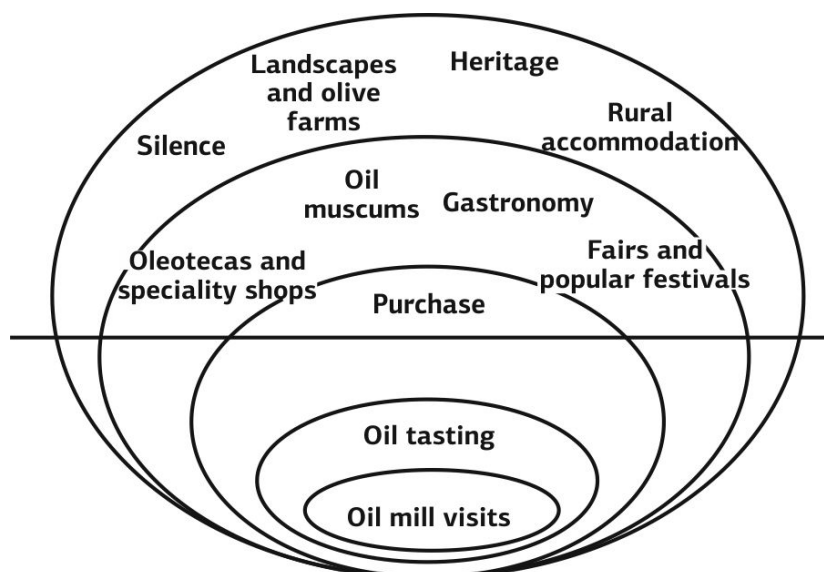 Landscapes
and olive
farms
Heritage
Rural
accommodation
Silence
Oil
muscums
Gastronomy
Oleotecas and
speciality shops
Fairs and
popular festivals
Purchase
Oil tasting
Oil mill visits